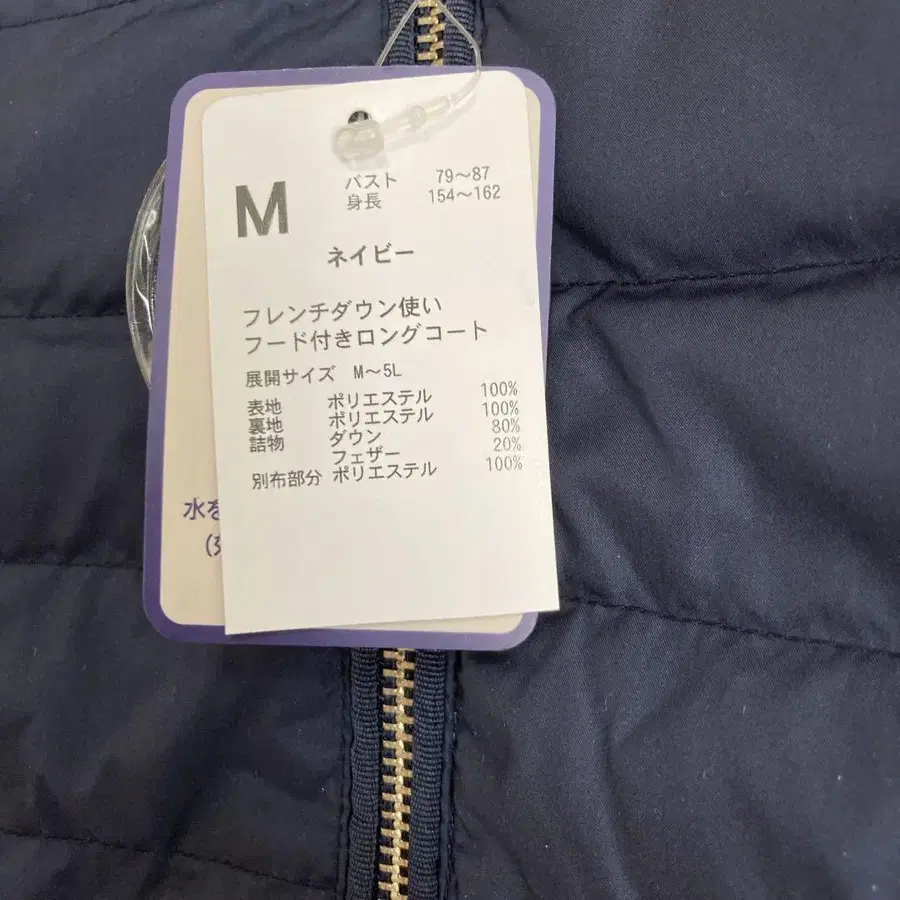 M
バスト 79～87
身長 154～162
ネイビー
フレンチダウン使い
フード付きロングコート
展開サイズ M～5L
表地 ポリエステル 100%
裏地 ポリエステル 100%
詰物 ダウン 80%
フェザー 20%
別布部分 ポリエステル 100%
水を